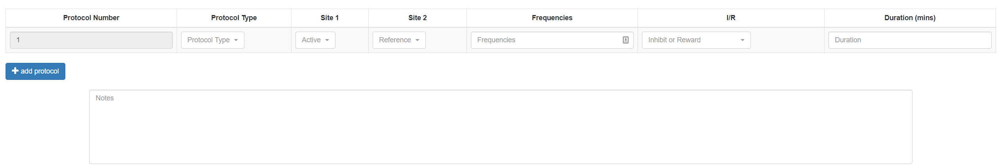 Protocol Number Protocol Type Site 1 Site 2 Frequencies I/R Duration (mins)
1 Protocol Type Active Reference Frequencies Inhibit or Reward Duration
add protocol
Notes